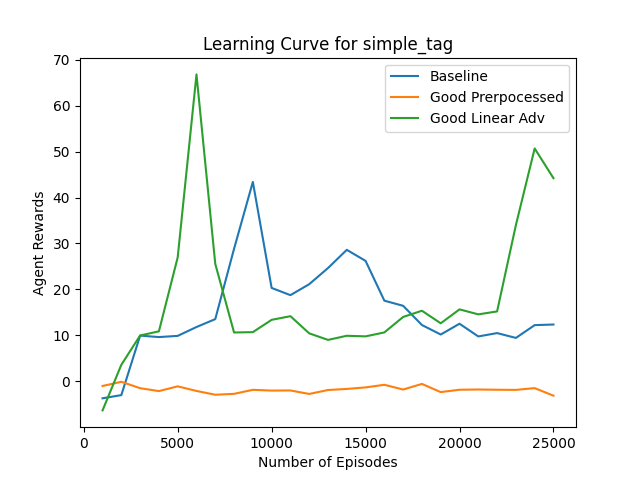 Learning Curve for simple_tag
Baseline
Good Prerpocessed
Good Linear Adv
Agent Rewards
70
60
50
40
30
20
10
0
0 5000 10000 15000 20000 25000
Number of Episodes